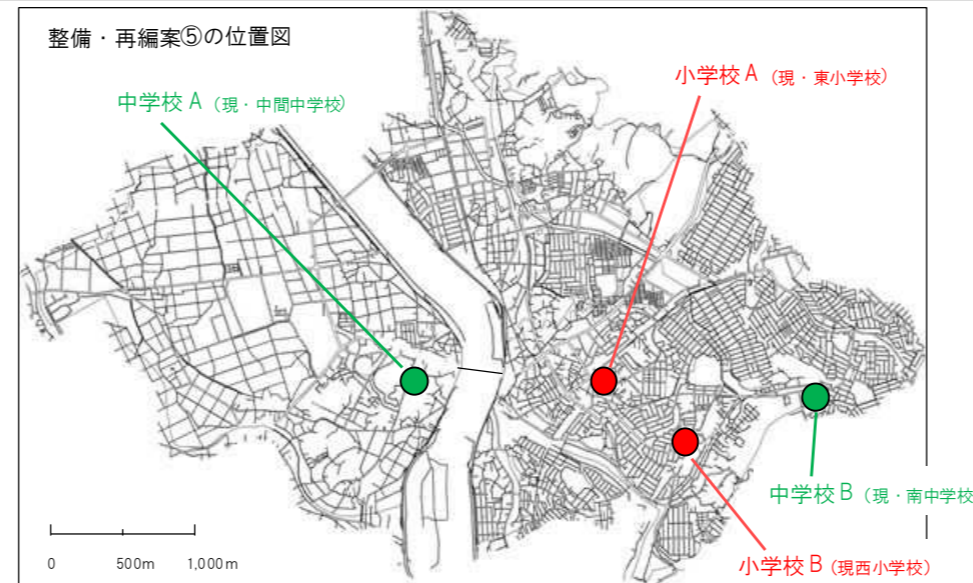 整備・再編案⑤の位置図
小学校A（現・東小学校）
中学校A（現・中間中学校）
中学校B（現・南中学校
小学校B（現西小学校）
0 500m 1,000m